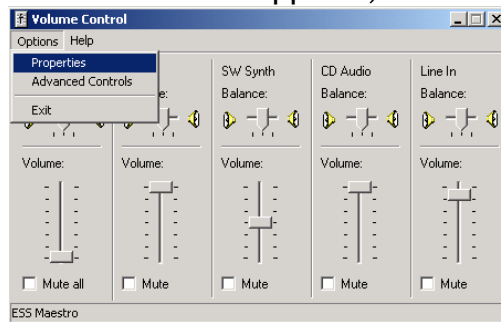 Volume Control
Options Help
Properties
Advanced Controls
Exit
SW Synth CD Audio Line In
Balance: Balance: Balance:
Volume: Volume: Volume: Volume: Volume:
Mute all Mute Mute Mute Mute
ESS Maestro